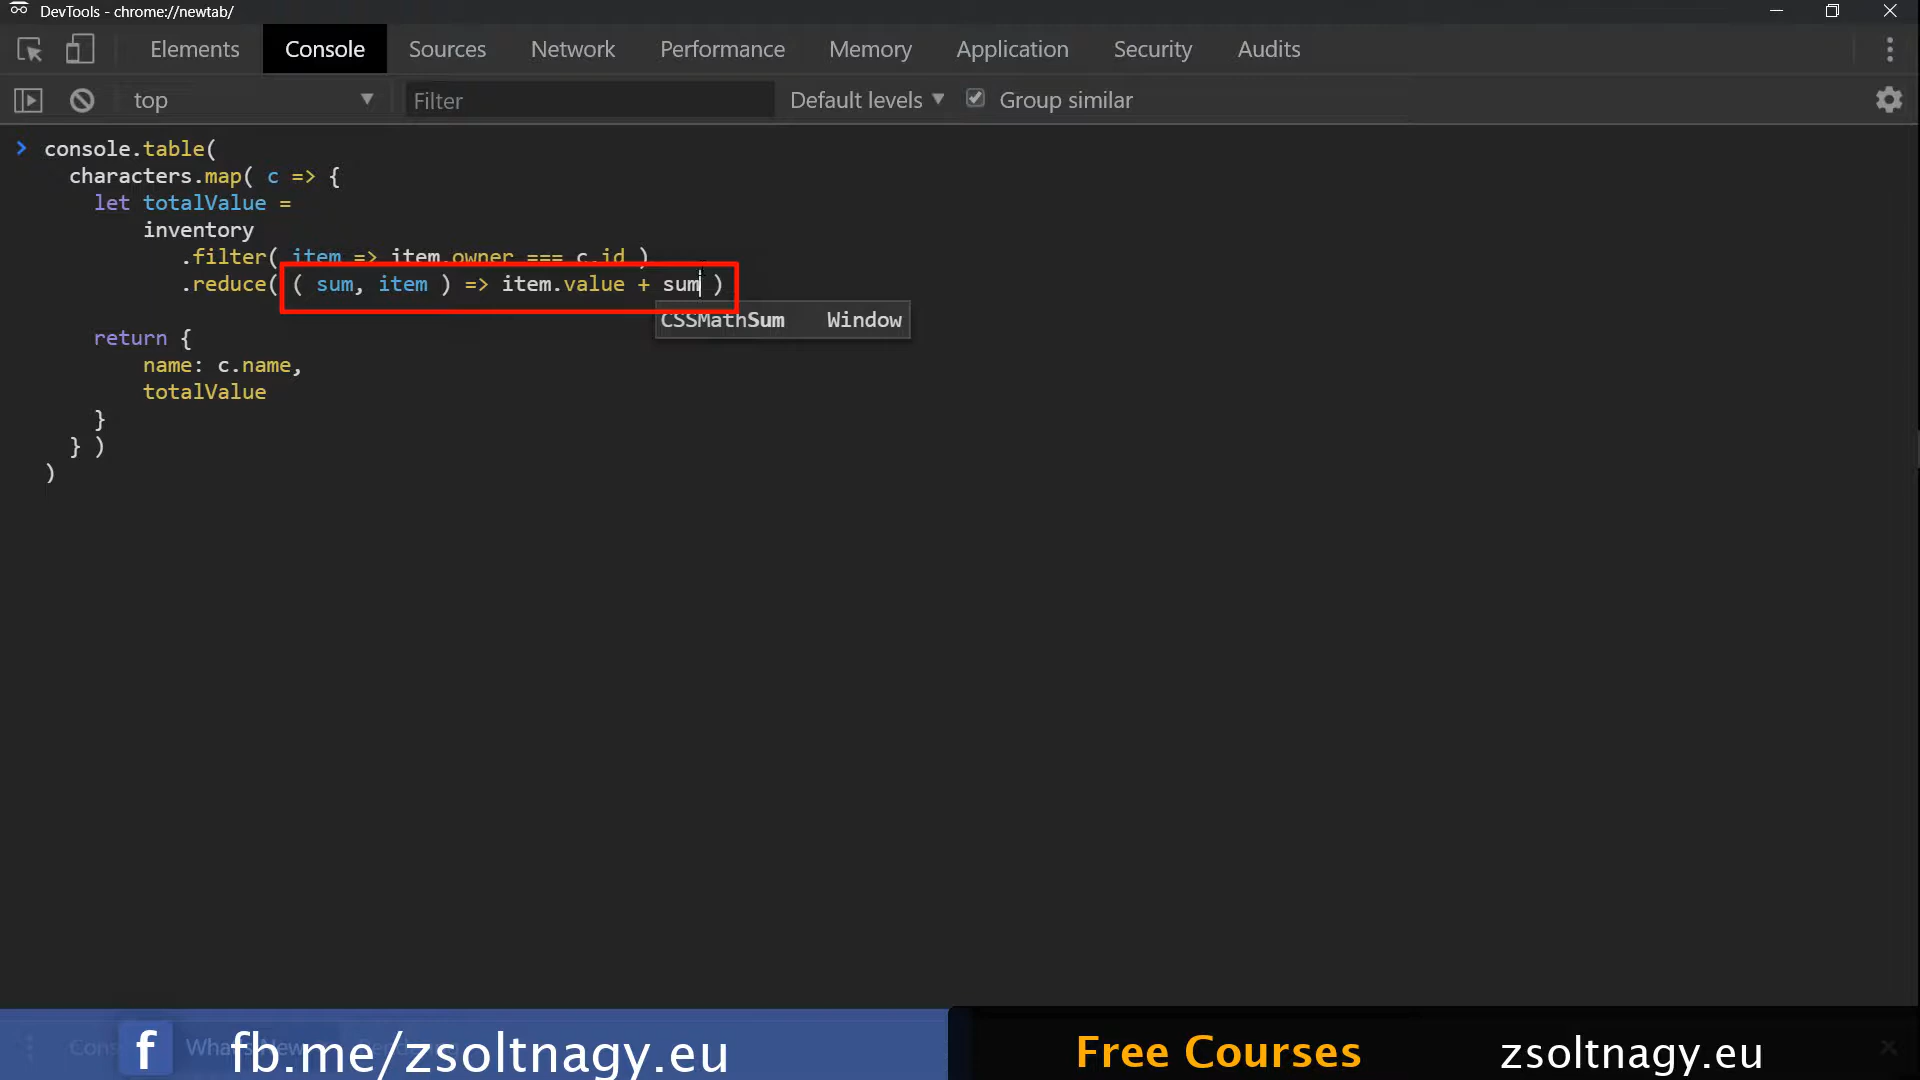 DevTools - chrome://newtab/
Elements Console Sources Network Performance Memory Application Security Audits
top Filter Default levels Group similar
console.table(
characters.map( c => {
let totalValue =
inventory
.filter( item => item.owner === c.id )
.reduce( ( sum, item ) => item.value + sum )
CSSMathSum Window
return {
name: c.name,
totalValue
}
} )
)
f fb.me/zsoltnagy.eu Free Courses zsoltnagy.eu